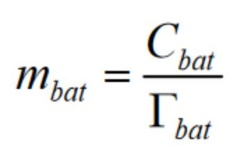 m_bat = C_bat / Γ_bat